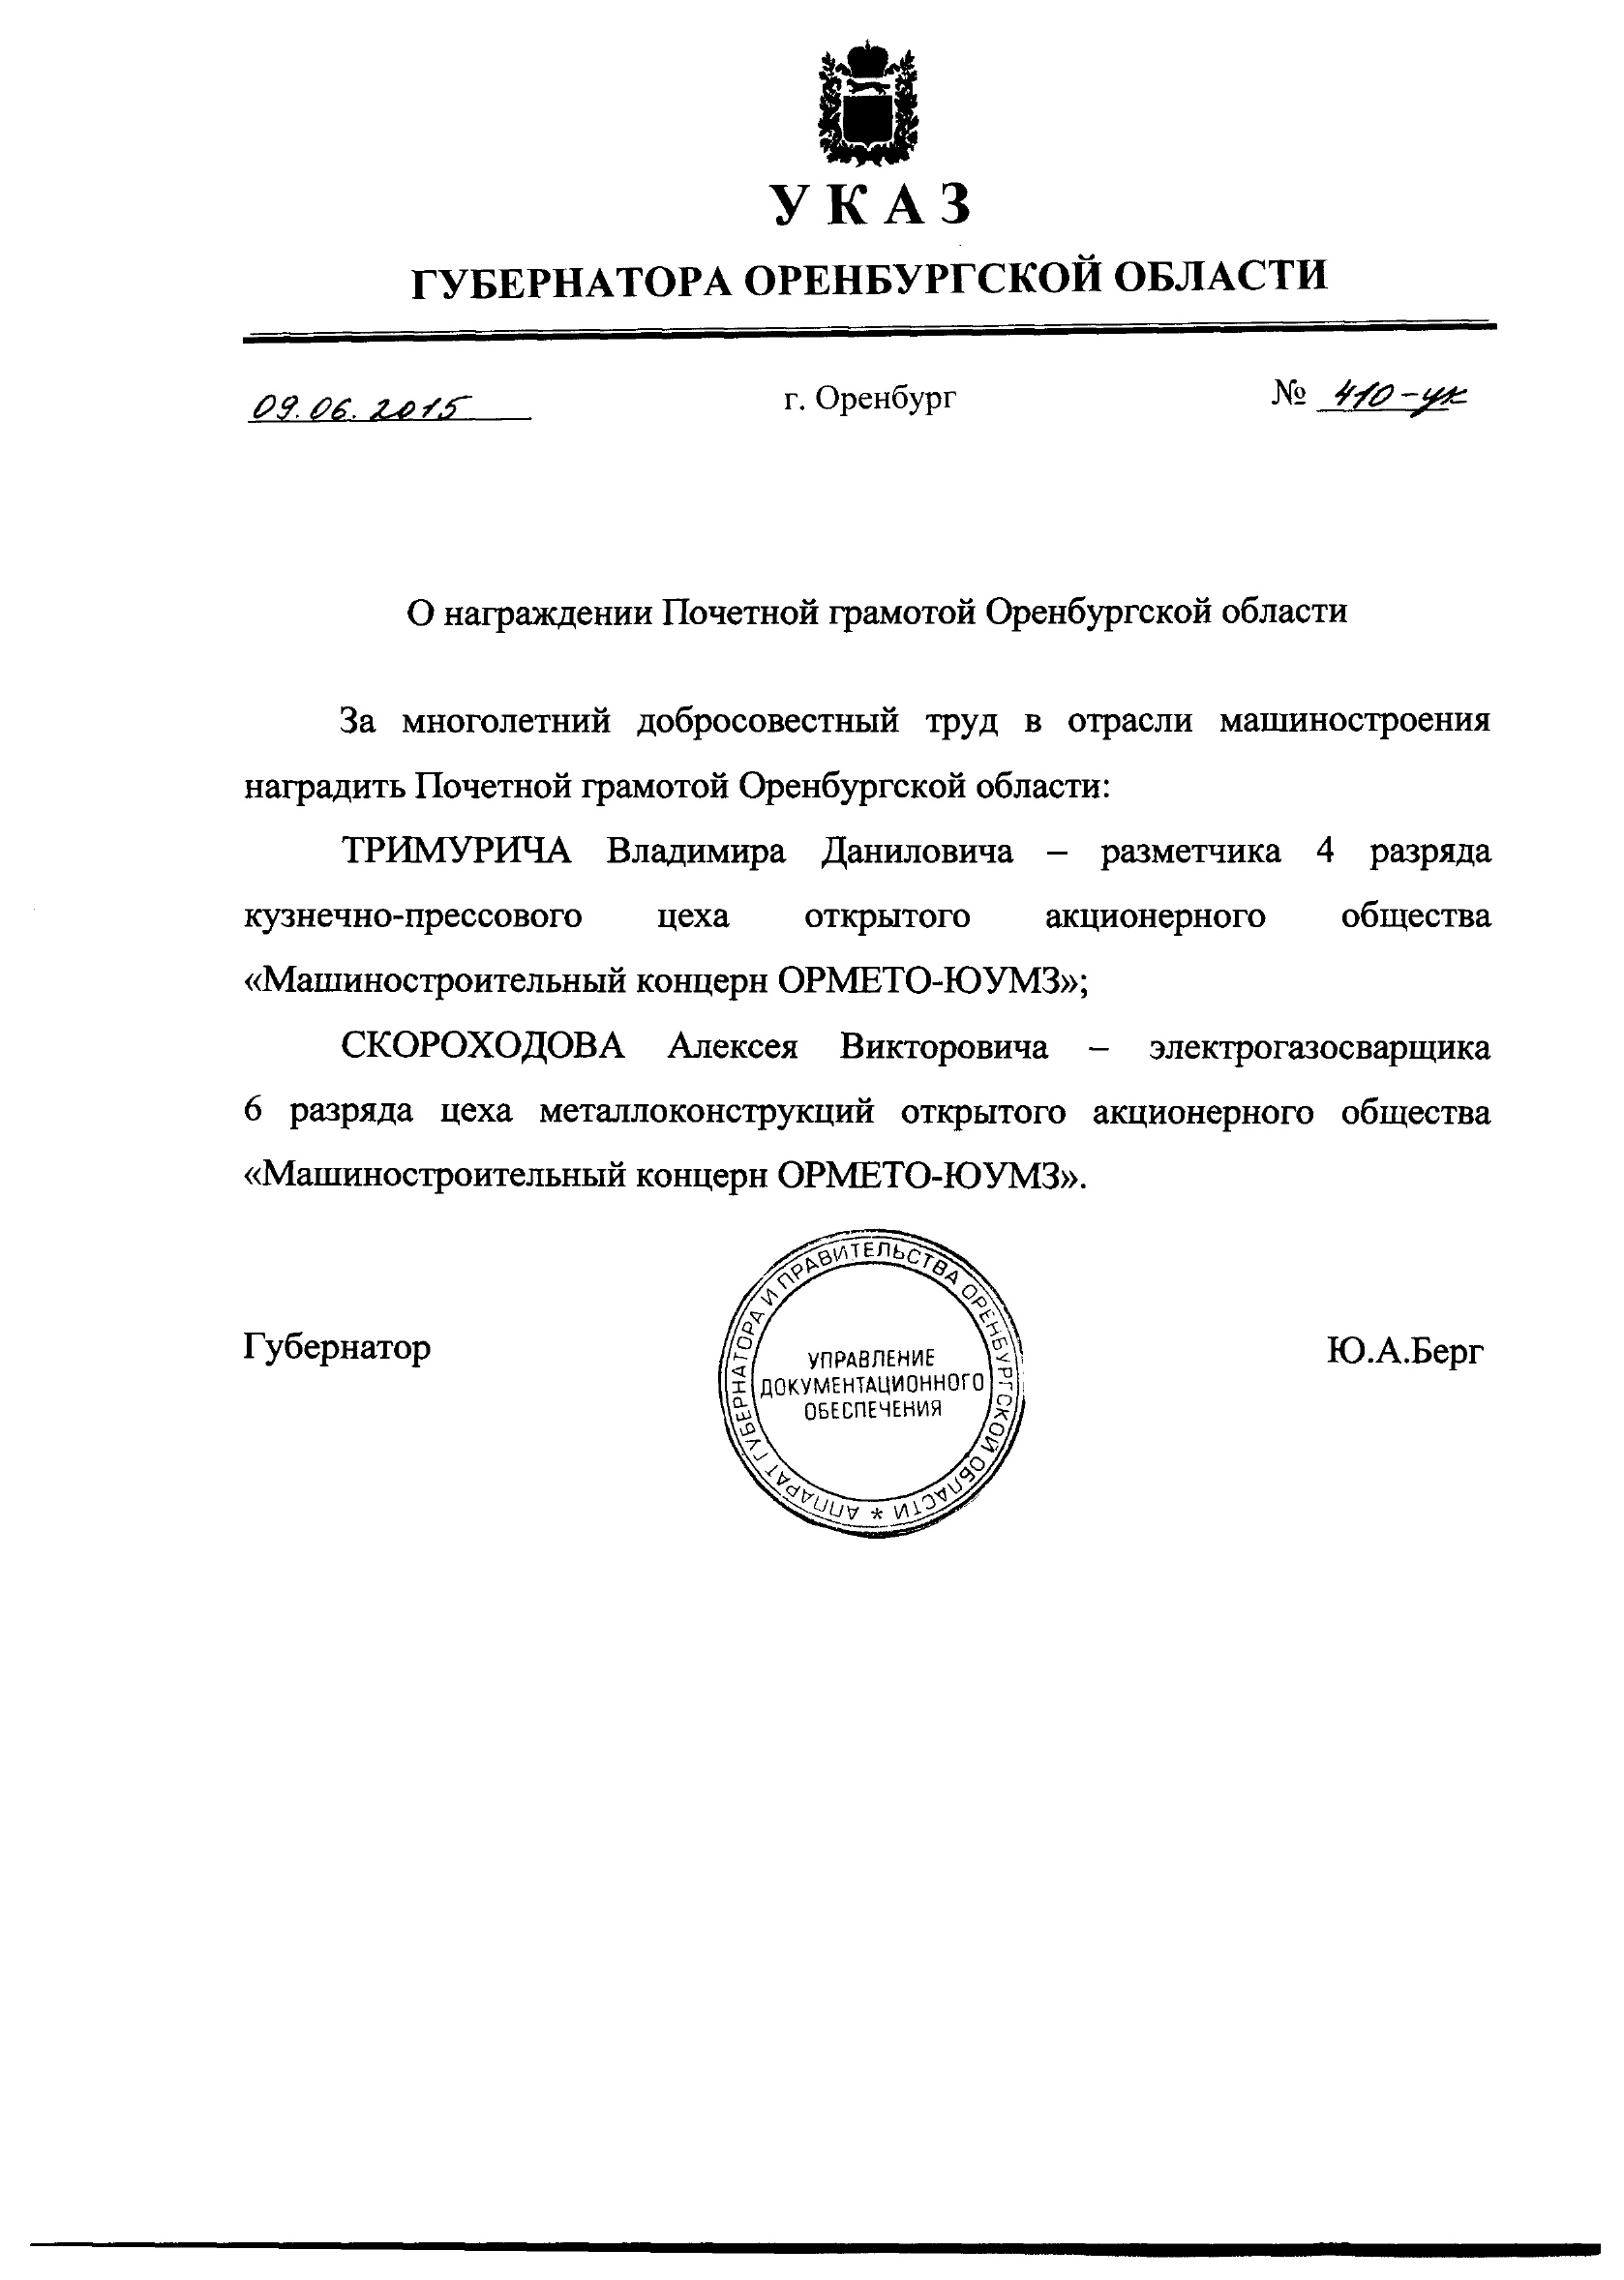 УКАЗ
ГУБЕРНАТОРА ОРЕНБУРГСКОЙ ОБЛАСТИ
09.06.2015 г. Оренбург № 410-ук
О награждении Почетной грамотой Оренбургской области
За многолетний добросовестный труд в отрасли машиностроения
наградить Почетной грамотой Оренбургской области:
ТРИМУРИЧА Владимира Даниловича – разметчика 4 разряда
кузнечно-прессового цеха открытого акционерного общества
«Машиностроительный концерн ОРМЕТО-ЮУМЗ»;
СКОРОХОДОВА Алексея Викторовича – электрогазосварщика
6 разряда цеха металлоконструкций открытого акционерного общества
«Машиностроительный концерн ОРМЕТО-ЮУМЗ».
Губернатор Ю.А.Берг
АППАРАТ ГУБЕРНАТОРА И ПРАВИТЕЛЬСТВА ОРЕНБУРГСКОЙ ОБЛАСТИ *
УПРАВЛЕНИЕ
ДОКУМЕНТАЦИОННОГО
ОБЕСПЕЧЕНИЯ